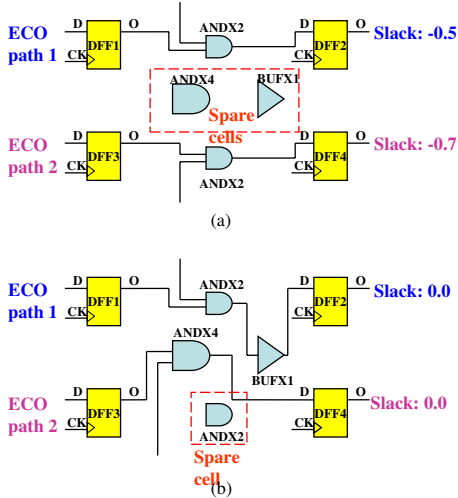 ECO path 1
D
O
CK
DFF1
ANDX2
D
O
CK
DFF2
Slack: -0.5
ANDX4
BUFX1
Spare cells
ECO path 2
D
O
CK
DFF3
ANDX2
D
O
CK
DFF4
Slack: -0.7
(a)
ECO path 1
D
O
CK
DFF1
ANDX2
D
O
CK
DFF2
Slack: 0.0
ANDX4
BUFX1
ECO path 2
D
O
CK
DFF3
ANDX2
D
O
CK
DFF4
Slack: 0.0
Spare cell
(b)